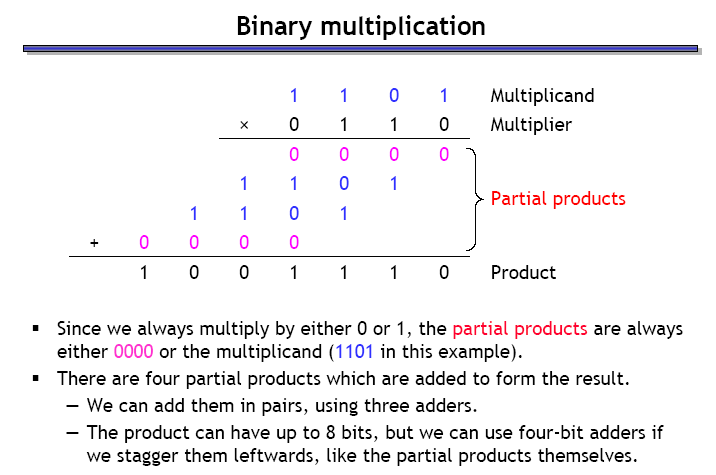 Binary multiplication
1 1 0 1 Multiplicand
× 0 1 1 0 Multiplier
0 0 0 0
1 1 0 1
Partial products
1 1 0 1
+ 0 0 0 0
1 0 0 1 1 1 0 Product
▪ Since we always multiply by either 0 or 1, the partial products are always
either 0000 or the multiplicand (1101 in this example).
▪ There are four partial products which are added to form the result.
– We can add them in pairs, using three adders.
– The product can have up to 8 bits, but we can use four-bit adders if
we stagger them leftwards, like the partial products themselves.